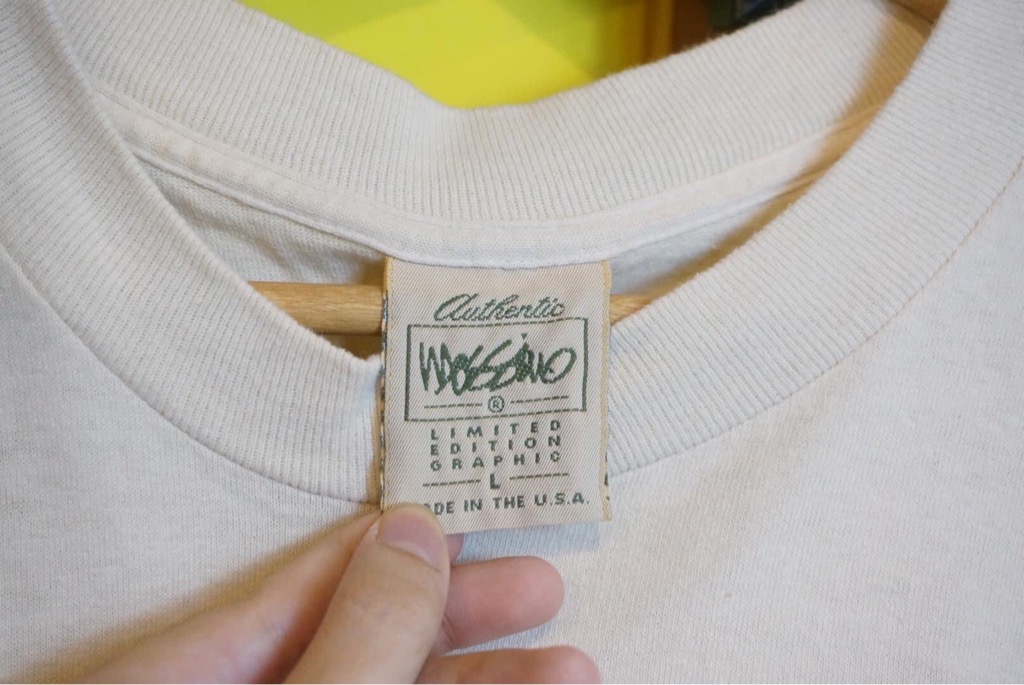 Authentic
Mossimo
®
LIMITED
EDITION
GRAPHIC
L
ADE IN THE U.S.A.